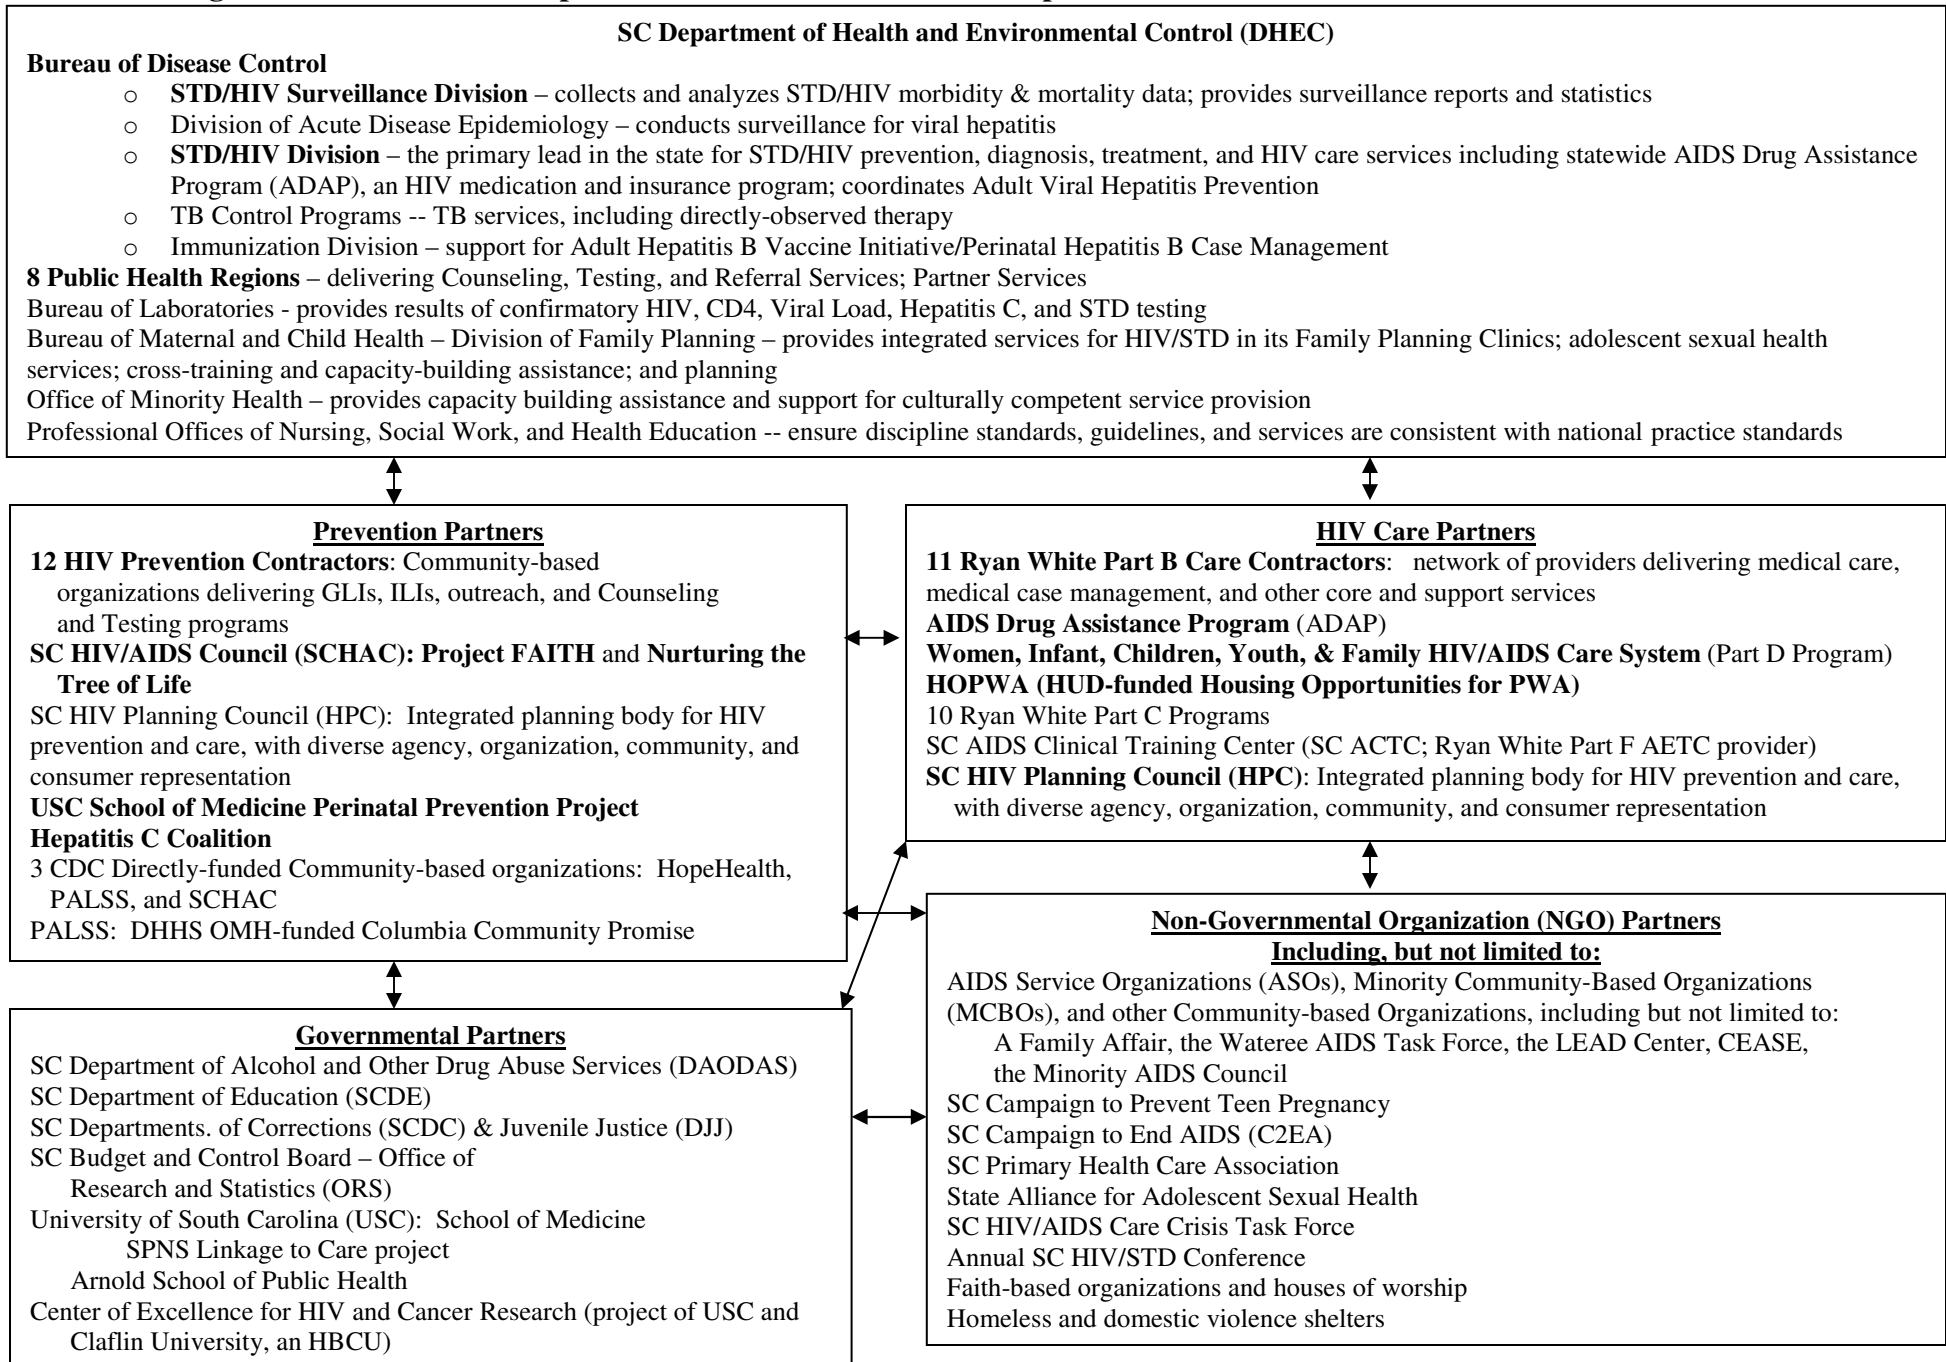 SC Department of Health and Environmental Control (DHEC)
Bureau of Disease Control
o STD/HIV Surveillance Division – collects and analyzes STD/HIV morbidity & mortality data; provides surveillance reports and statistics
o Division of Acute Disease Epidemiology – conducts surveillance for viral hepatitis
o STD/HIV Division – the primary lead in the state for STD/HIV prevention, diagnosis, treatment, and HIV care services including statewide AIDS Drug Assistance
Program (ADAP), an HIV medication and insurance program; coordinates Adult Viral Hepatitis Prevention
o TB Control Programs -- TB services, including directly-observed therapy
o Immunization Division – support for Adult Hepatitis B Vaccine Initiative/Perinatal Hepatitis B Case Management
8 Public Health Regions – delivering Counseling, Testing, and Referral Services; Partner Services
Bureau of Laboratories - provides results of confirmatory HIV, CD4, Viral Load, Hepatitis C, and STD testing
Bureau of Maternal and Child Health – Division of Family Planning – provides integrated services for HIV/STD in its Family Planning Clinics; adolescent sexual health
services; cross-training and capacity-building assistance; and planning
Office of Minority Health – provides capacity building assistance and support for culturally competent service provision
Professional Offices of Nursing, Social Work, and Health Education -- ensure discipline standards, guidelines, and services are consistent with national practice standards
Prevention Partners
12 HIV Prevention Contractors: Community-based
organizations delivering GLIs, ILIs, outreach, and Counseling
and Testing programs
SC HIV/AIDS Council (SCHAC): Project FAITH and Nurturing the
Tree of Life
SC HIV Planning Council (HPC): Integrated planning body for HIV
prevention and care, with diverse agency, organization, community, and
consumer representation
USC School of Medicine Perinatal Prevention Project
Hepatitis C Coalition
3 CDC Directly-funded Community-based organizations: HopeHealth,
PALSS, and SCHAC
PALSS: DHHS OMH-funded Columbia Community Promise
HIV Care Partners
11 Ryan White Part B Care Contractors: network of providers delivering medical care,
medical case management, and other core and support services
AIDS Drug Assistance Program (ADAP)
Women, Infant, Children, Youth, & Family HIV/AIDS Care System (Part D Program)
HOPWA (HUD-funded Housing Opportunities for PWA)
10 Ryan White Part C Programs
SC AIDS Clinical Training Center (SC ACTC; Ryan White Part F AETC provider)
SC HIV Planning Council (HPC): Integrated planning body for HIV prevention and care,
with diverse agency, organization, community, and consumer representation
Governmental Partners
SC Department of Alcohol and Other Drug Abuse Services (DAODAS)
SC Department of Education (SCDE)
SC Departments. of Corrections (SCDC) & Juvenile Justice (DJJ)
SC Budget and Control Board – Office of
Research and Statistics (ORS)
University of South Carolina (USC): School of Medicine
SPNS Linkage to Care project
Arnold School of Public Health
Center of Excellence for HIV and Cancer Research (project of USC and
Claflin University, an HBCU)
Non-Governmental Organization (NGO) Partners
Including, but not limited to:
AIDS Service Organizations (ASOs), Minority Community-Based Organizations
(MCBOs), and other Community-based Organizations, including but not limited to:
A Family Affair, the Wateree AIDS Task Force, the LEAD Center, CEASE,
the Minority AIDS Council
SC Campaign to Prevent Teen Pregnancy
SC Campaign to End AIDS (C2EA)
SC Primary Health Care Association
State Alliance for Adolescent Sexual Health
SC HIV/AIDS Care Crisis Task Force
Annual SC HIV/STD Conference
Faith-based organizations and houses of worship
Homeless and domestic violence shelters